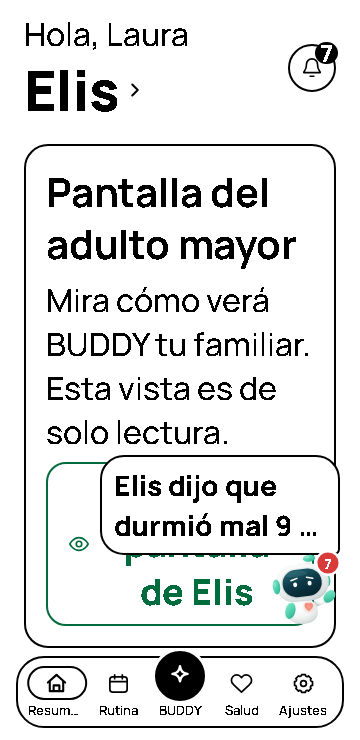 Hola, Laura
Elis
7
Pantalla del
adulto mayor
Mira cómo verá
BUDDY tu familiar.
Esta vista es de
solo lectura.
Elis dijo que
durmió mal 9 ...
7
de Elis
Resum...
Rutina
BUDDY
Salud
Ajustes